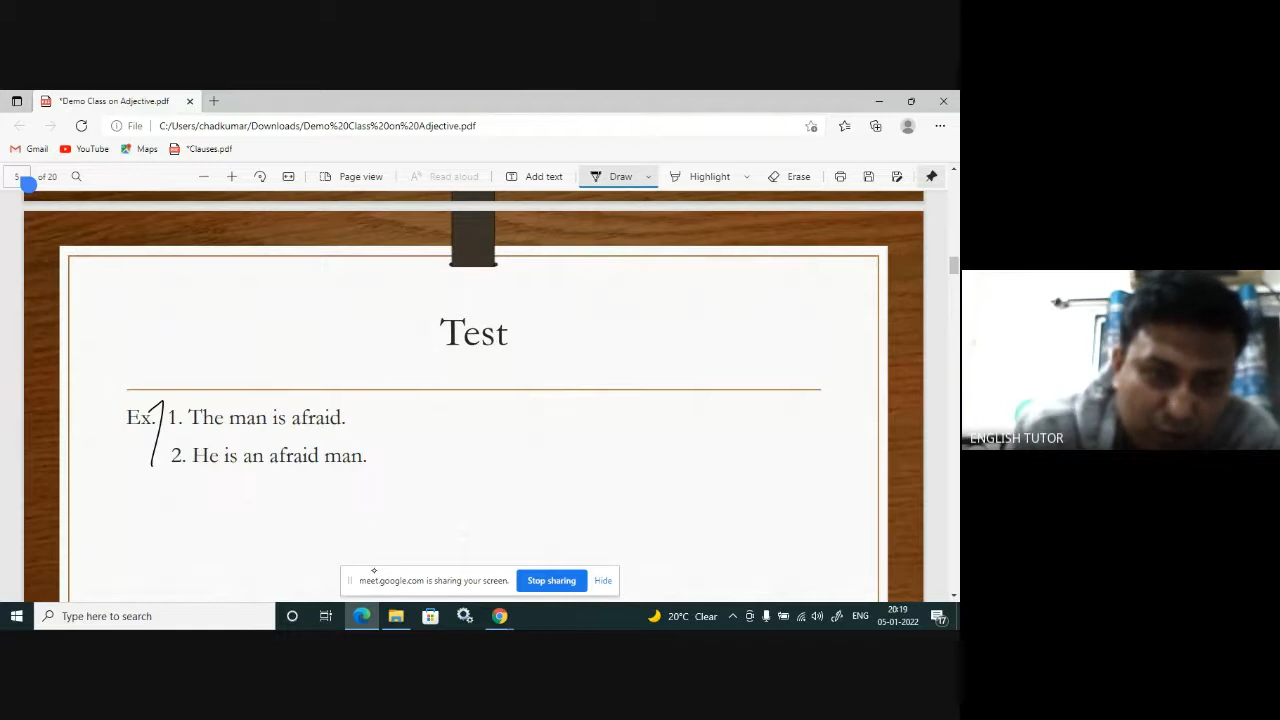 *Demo Class on Adjective.pdf
File C:/Users/chadkumar/Downloads/Demo%20Class%20on%20Adjective.pdf
Gmail YouTube Maps *Clauses.pdf
5 of 20 Page view Read aloud Add text Draw Highlight Erase
Test
Ex. 1. The man is afraid.
2. He is an afraid man.
ENGLISH TUTOR
meet.google.com is sharing your screen. Stop sharing Hide
Type here to search 20°C Clear ENG 20:19
05-01-2022 17